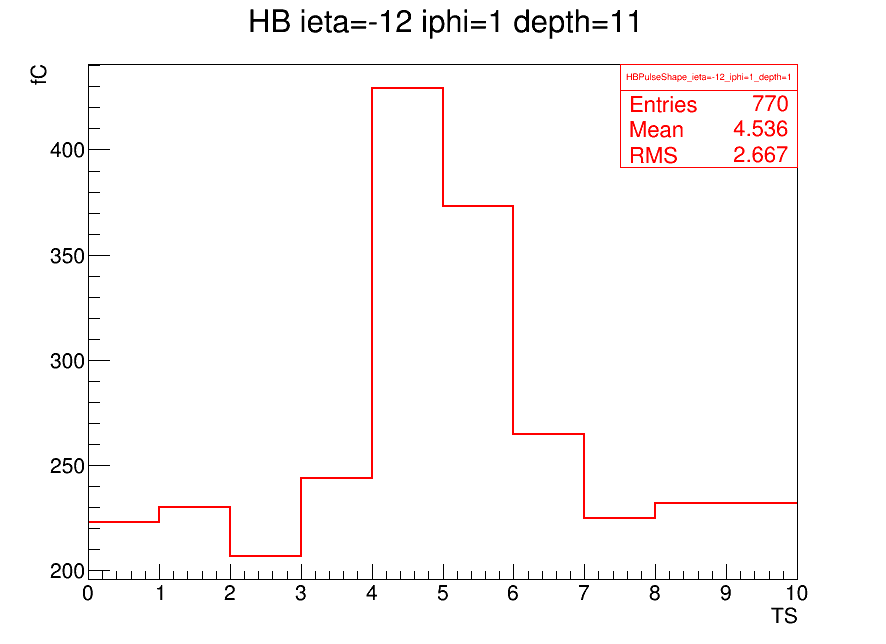 HB ieta=-12 iphi=1 depth=11
fC
HBPulseShape_ieta=-12_iphi=1_depth=1
Entries 770
Mean 4.536
RMS 2.667
400
350
300
250
200
0 1 2 3 4 5 6 7 8 9 10
TS